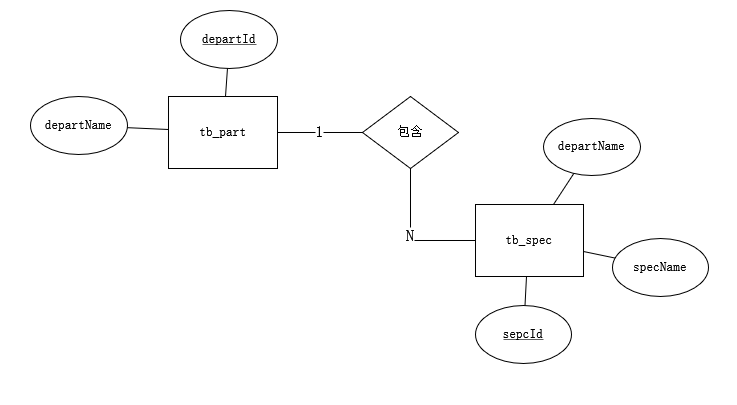 departId
departName
tb_part
1
包含
departName
N
tb_spec
specName
sepcId